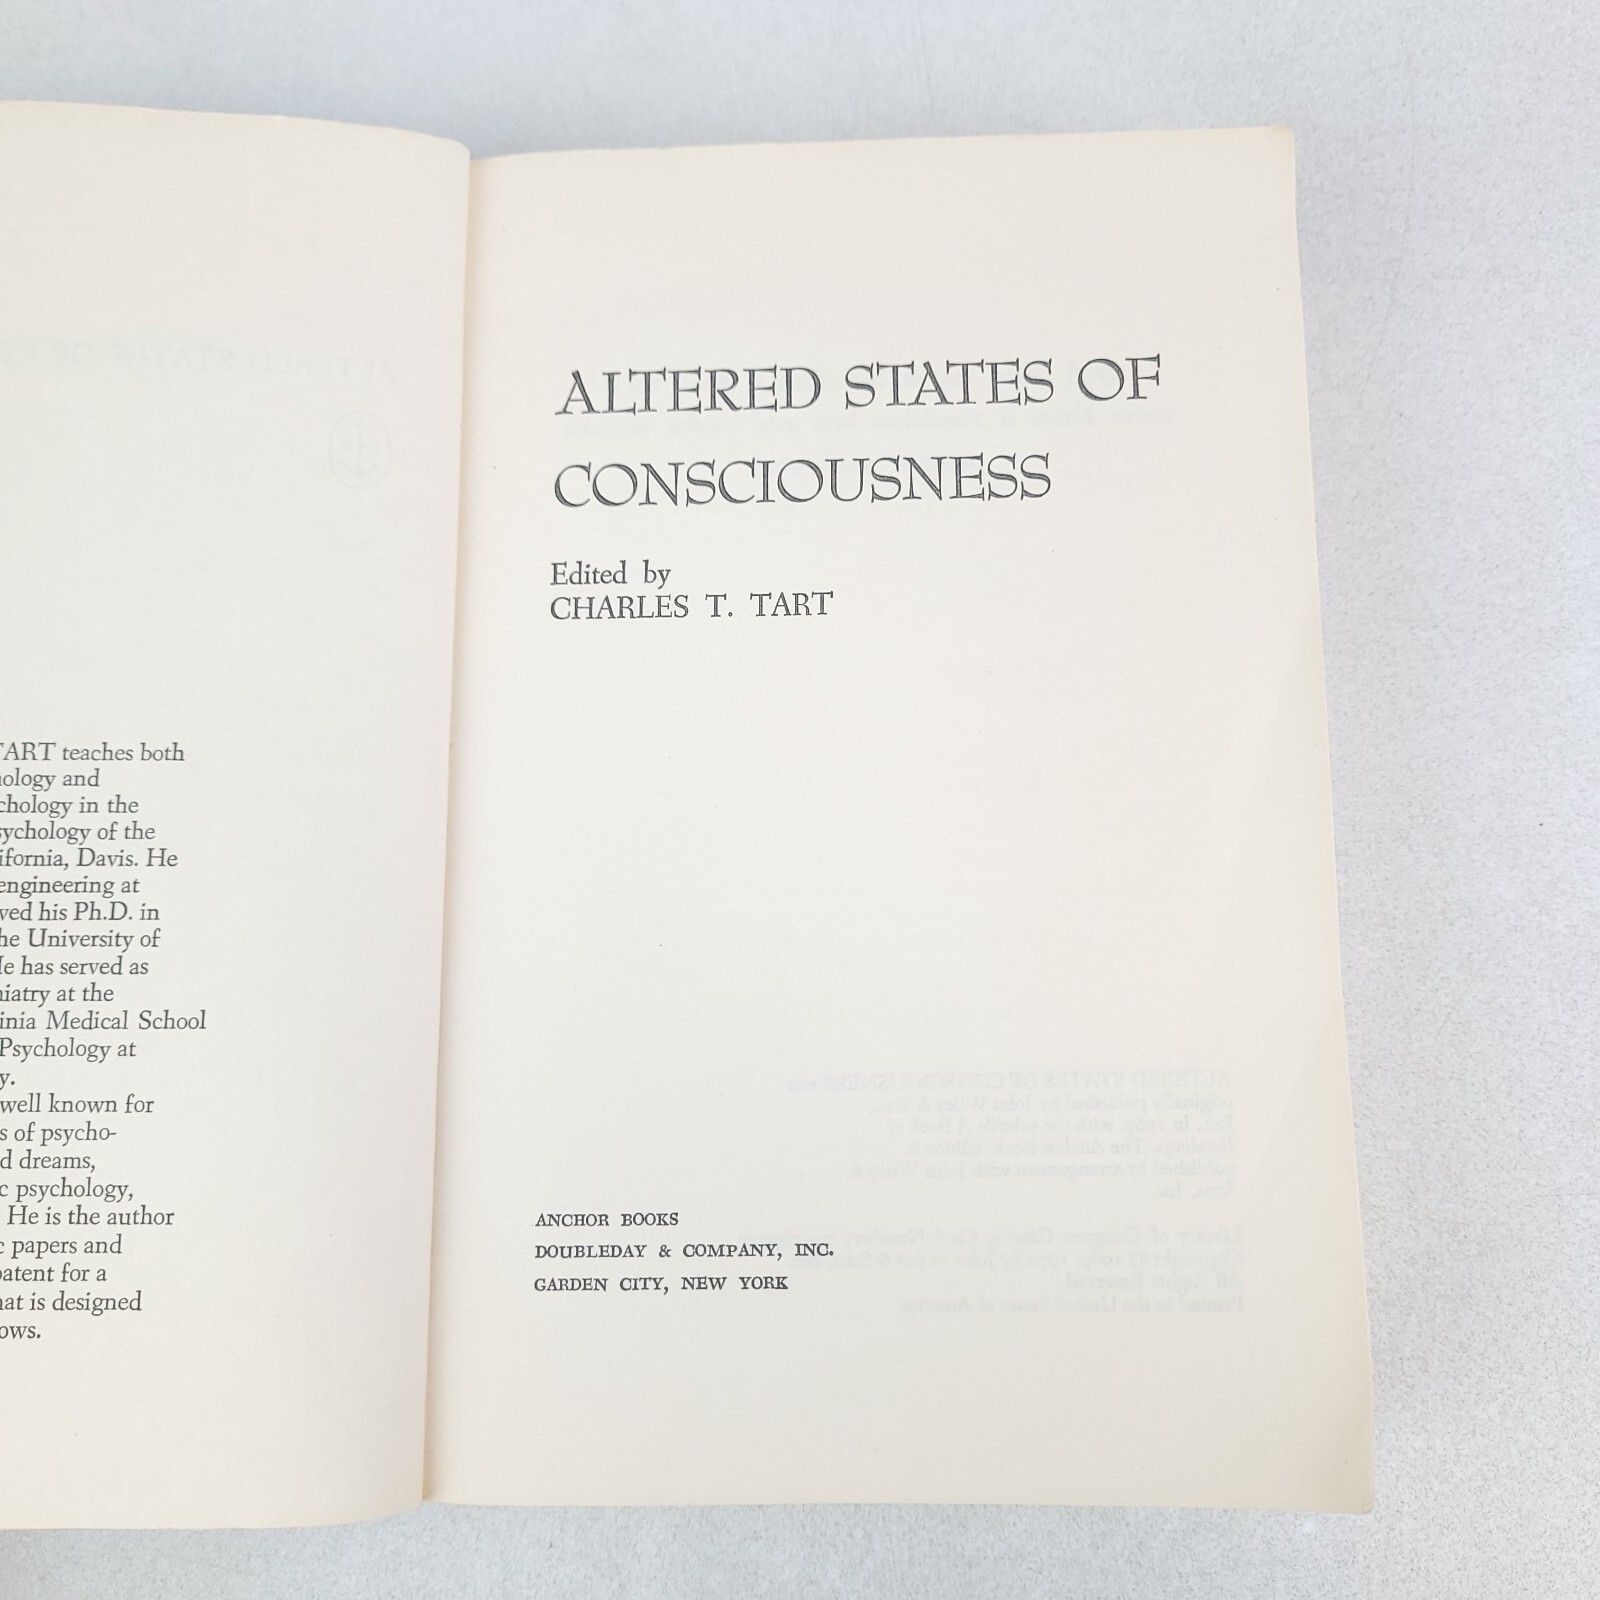 TART teaches both
ology and
chology in the
sychology of the
ifornia, Davis. He
engineering at
ved his Ph.D. in
he University of
He has served as
iatry at the
inia Medical School
Psychology at
y.
well known for
s of psycho-
d dreams,
c psychology,
He is the author
c papers and
patent for a
hat is designed
ows.
ALTERED STATES OF
CONSCIOUSNESS
Edited by
CHARLES T. TART
ANCHOR BOOKS
DOUBLEDAY & COMPANY, INC.
GARDEN CITY, NEW YORK